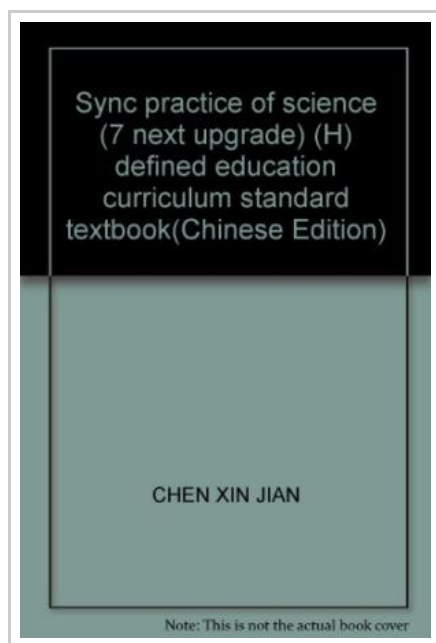 Sync practice of science
(7 next upgrade) (H)
defined education
curriculum standard
textbook(Chinese Edition)
CHEN XIN JIAN
Note: This is not the actual book cover